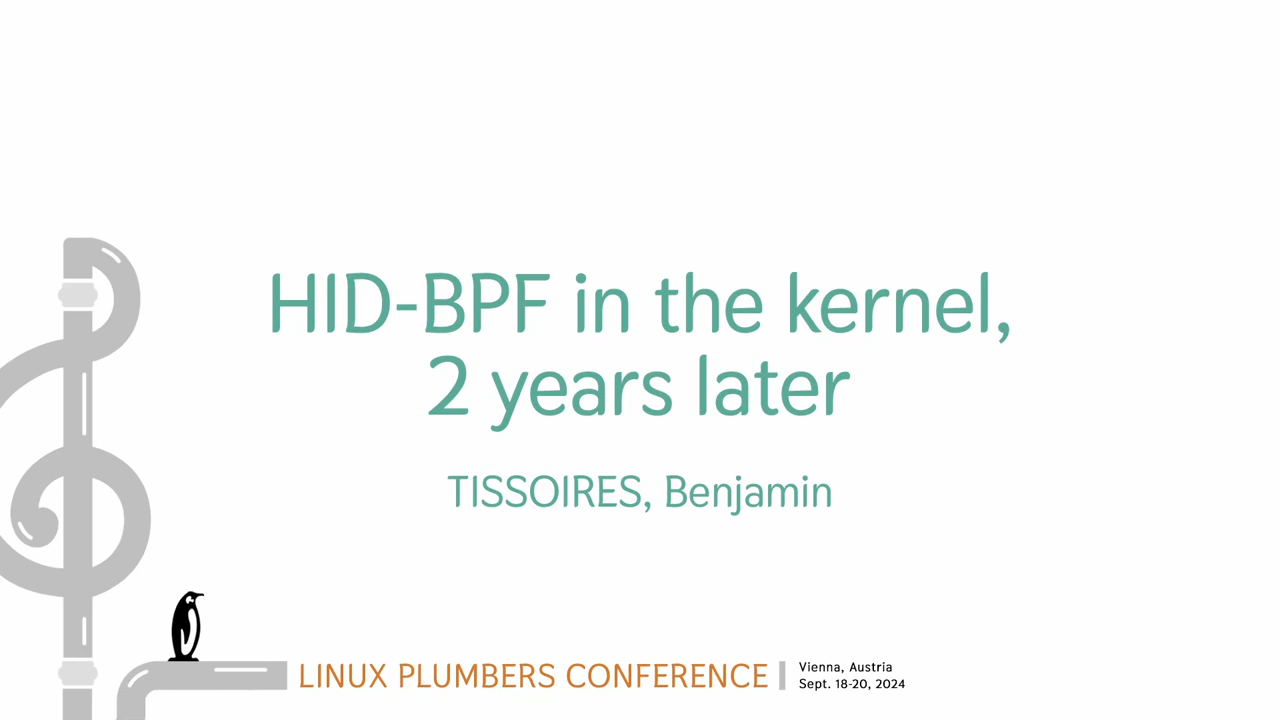 HID-BPF in the kernel,
2 years later
TISSOIRES, Benjamin
LINUX PLUMBERS CONFERENCE
Vienna, Austria
Sept. 18-20, 2024